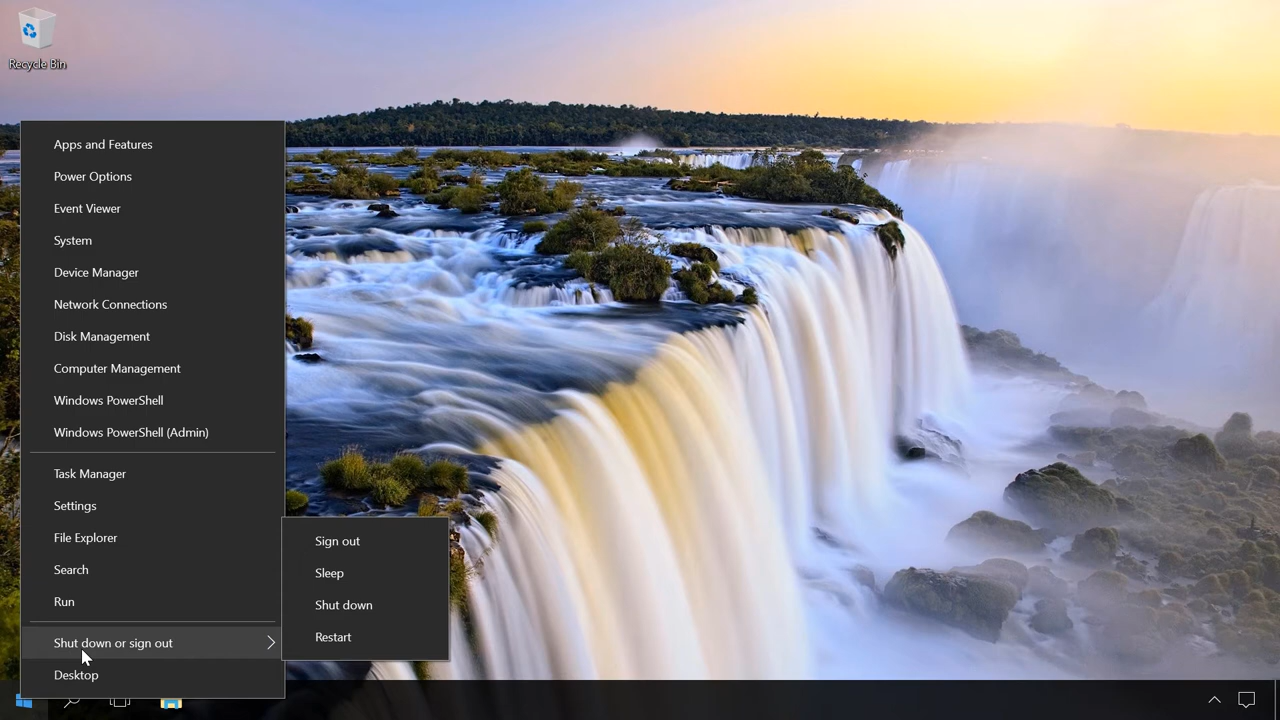 Recycle Bin
Apps and Features
Power Options
Event Viewer
System
Device Manager
Network Connections
Disk Management
Computer Management
Windows PowerShell
Windows PowerShell (Admin)
Task Manager
Settings
File Explorer
Search
Run
Shut down or sign out
Desktop
Sign out
Sleep
Shut down
Restart